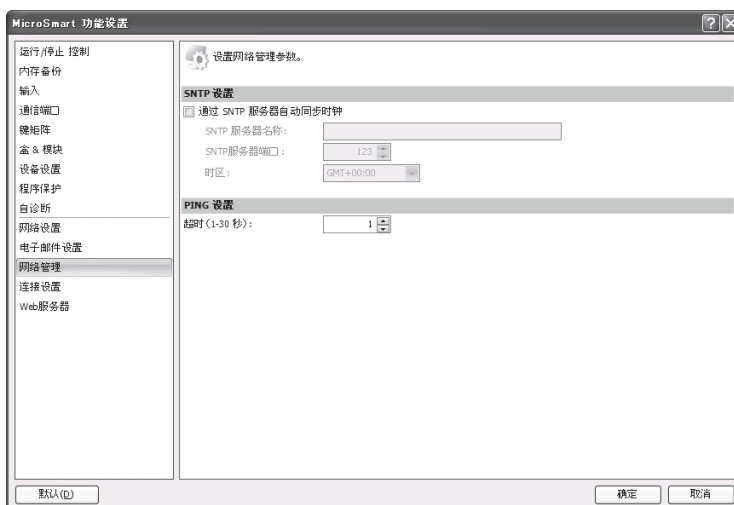 MicroSmart 功能设置
运行/停止 控制
内存备份
输入
通信端口
键矩阵
盒 & 模块
设备设置
程序保护
自诊断
网络设置
电子邮件设置
网络管理
连接设置
Web服务器
设置网络管理参数。
SNTP 设置
通过 SNTP 服务器自动同步时钟
SNTP 服务器名称:
SNTP服务器端口:
123
时区:
GMT+00:00
PING 设置
超时(1-30 秒):
1
默认(D)
确定
取消